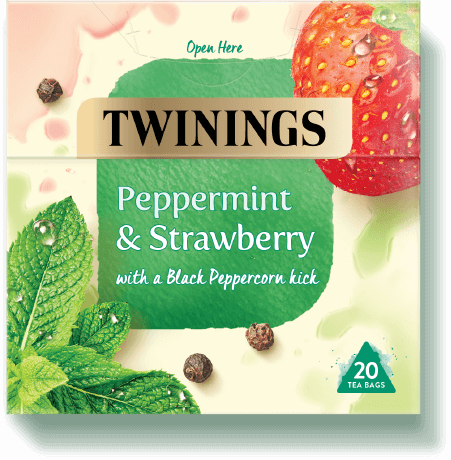 Open Here
TWININGS
Peppermint
& Strawberry
with a Black Peppercorn kick
20
TEA BAGS